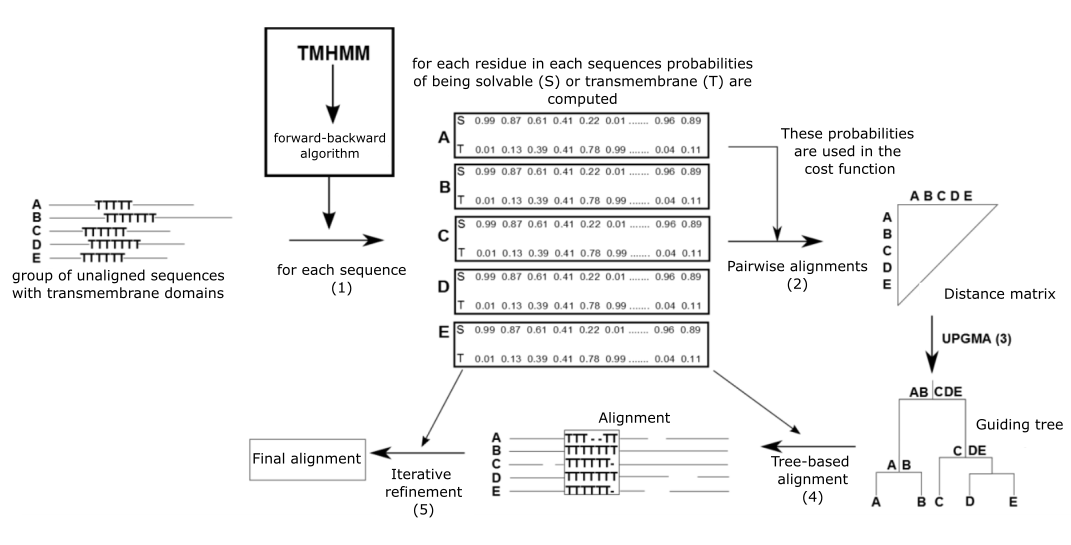 TMHMM
forward-backward
algorithm
for each residue in each sequences probabilities
of being solvable (S) or transmembrane (T) are
computed
A
S 0.99 0.87 0.61 0.41 0.22 0.01 ....... 0.96 0.89
T 0.01 0.13 0.39 0.41 0.78 0.99 ....... 0.04 0.11
B
S 0.99 0.87 0.61 0.41 0.22 0.01 ....... 0.96 0.89
T 0.01 0.13 0.39 0.41 0.78 0.99 ....... 0.04 0.11
C
S 0.99 0.87 0.61 0.41 0.22 0.01 ....... 0.96 0.89
T 0.01 0.13 0.39 0.41 0.78 0.99 ....... 0.04 0.11
D
S 0.99 0.87 0.61 0.41 0.22 0.01 ....... 0.96 0.89
T 0.01 0.13 0.39 0.41 0.78 0.99 ....... 0.04 0.11
E
S 0.99 0.87 0.61 0.41 0.22 0.01 ....... 0.96 0.89
T 0.01 0.13 0.39 0.41 0.78 0.99 ....... 0.04 0.11
These probabilities
are used in the
cost function
A TTTTT
B TTTTTTT
C TTTTTT
D TTTTTTT
E TTTTTT
group of unaligned sequences
with transmembrane domains
for each sequence
(1)
Pairwise alignments
(2)
A B C D E
A
B
C
D
E
Distance matrix
UPGMA (3)
AB CDE
Guiding tree
C DE
A B
A B C D E
Tree-based
alignment
(4)
Alignment
A TTT--TT
B TTTTTTT
C TTTTTT-
D TTTTTTT
E TTTTTT-
Iterative
refinement
(5)
Final alignment